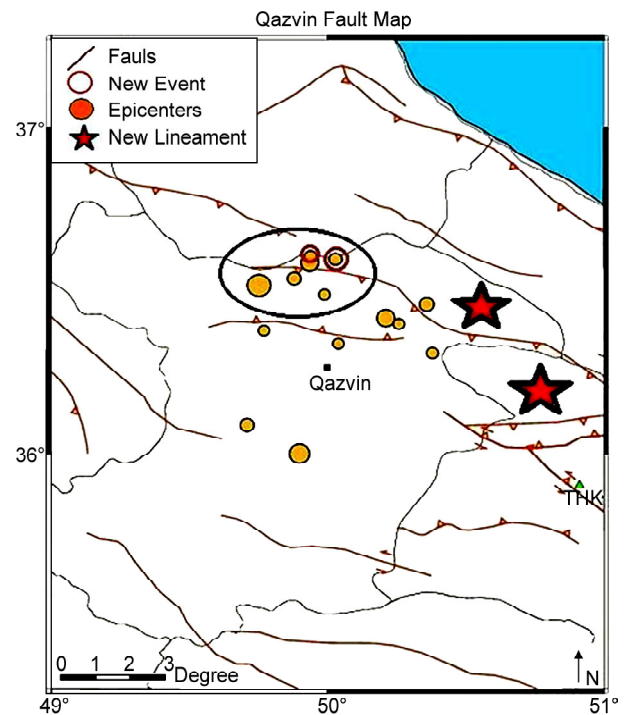 Qazvin Fault Map
Fauls
New Event
Epicenters
New Lineament
37°
Qazvin
36°
THK
0 1 2 3
Degree
N
49° 50° 51°